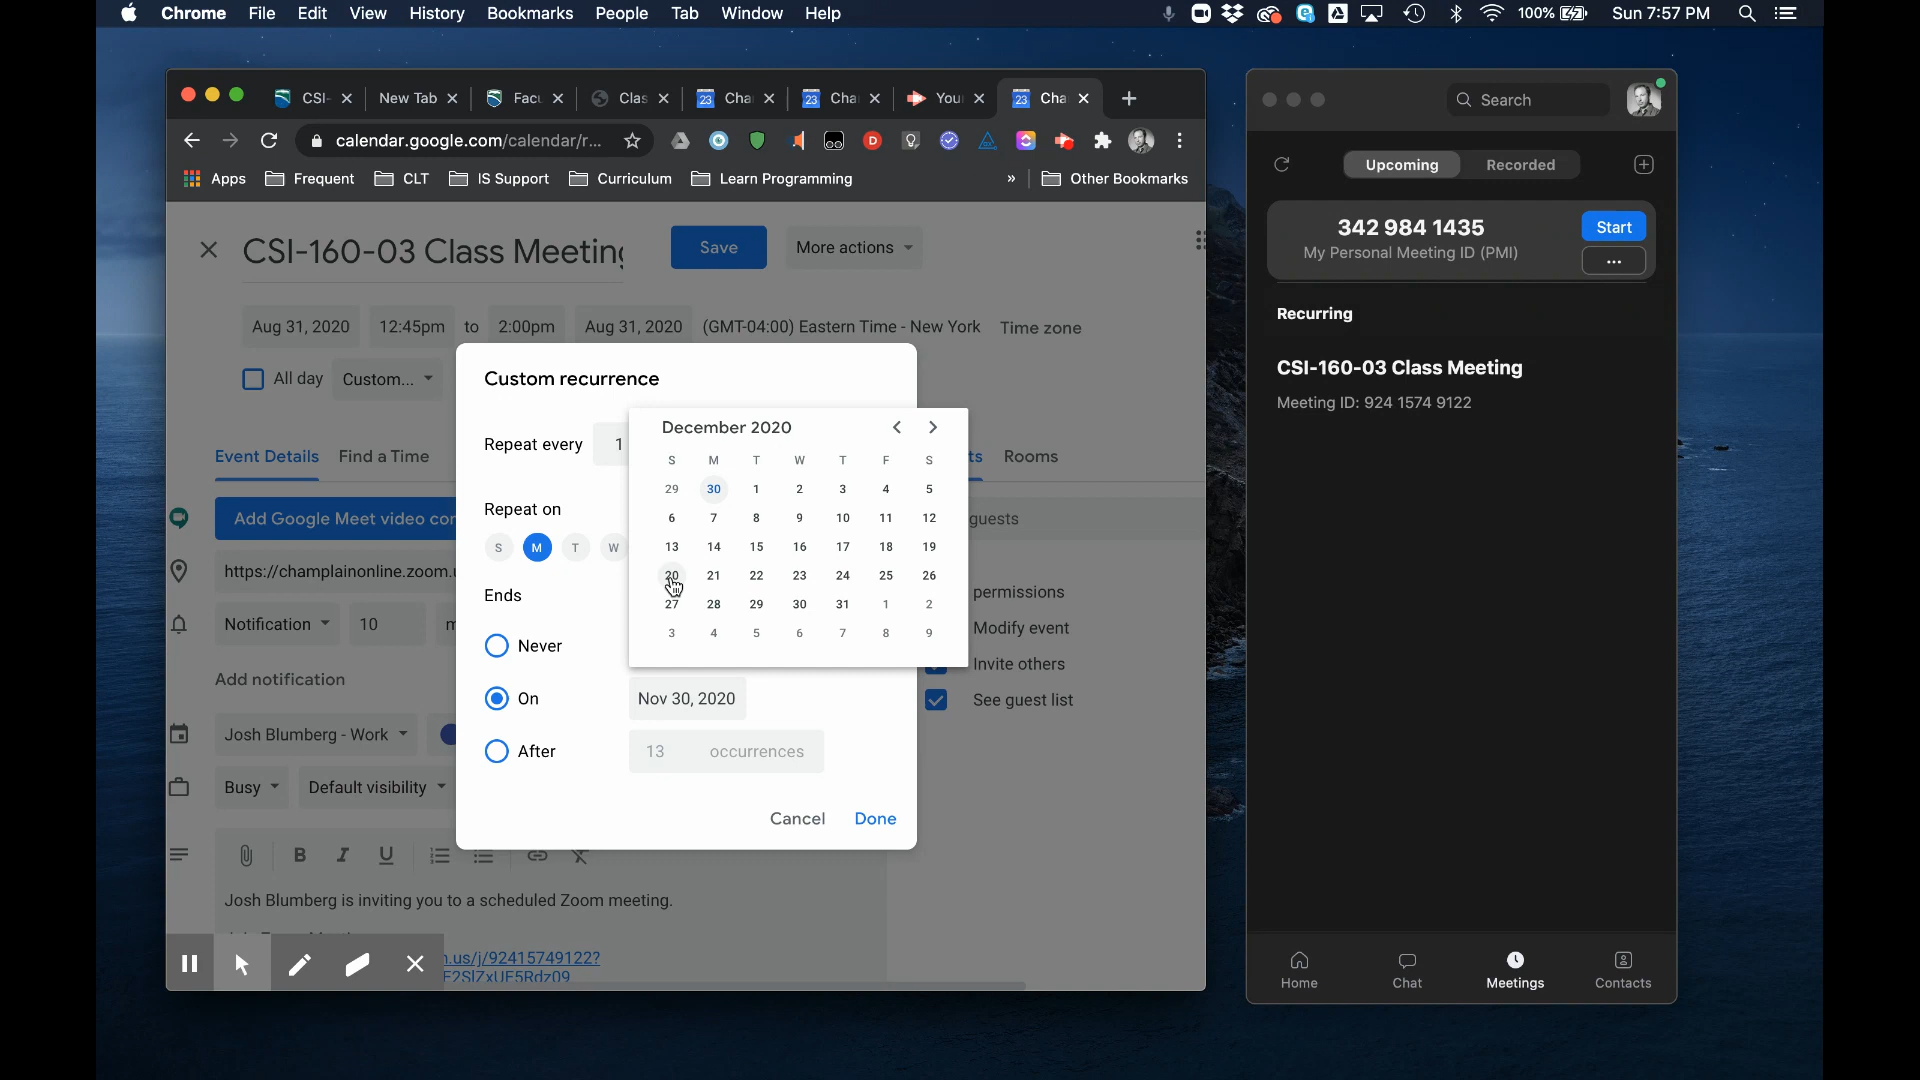 Chrome File Edit View History Bookmarks People Tab Window Help 100% Sun 7:57 PM
CSI- New Tab Clas 23 Cha 23 Cha You 23 Cha
calendar.google.com/calendar/r...
Apps Frequent CLT IS Support Curriculum Learn Programming » Other Bookmarks
CSI-160-03 Class Meeting Save More actions
Aug 31, 2020 12:45pm to 2:00pm Aug 31, 2020 (GMT-04:00) Eastern Time - New York Time zone
All day Custom...
Event Details Find a Time ts Rooms
Add Google Meet video con guests
https://champlainonline.zoom.u
Notification 10
Add notification
Josh Blumberg - Work
Busy Default visibility
permissions
Modify event
Invite others
See guest list
B I U
Josh Blumberg is inviting you to a scheduled Zoom meeting.
n.us/j/92415749122?
F2SlZxUF5Rdz09
Custom recurrence
Repeat every 1
Repeat on
S M T W
Ends
Never
On Nov 30, 2020
After 13 occurrences
Cancel Done
December 2020
S M T W T F S
29 30 1 2 3 4 5
6 7 8 9 10 11 12
13 14 15 16 17 18 19
20 21 22 23 24 25 26
27 28 29 30 31 1 2
3 4 5 6 7 8 9
Search
Upcoming Recorded
342 984 1435 Start
My Personal Meeting ID (PMI) ...
Recurring
CSI-160-03 Class Meeting
Meeting ID: 924 1574 9122
Home Chat Meetings Contacts